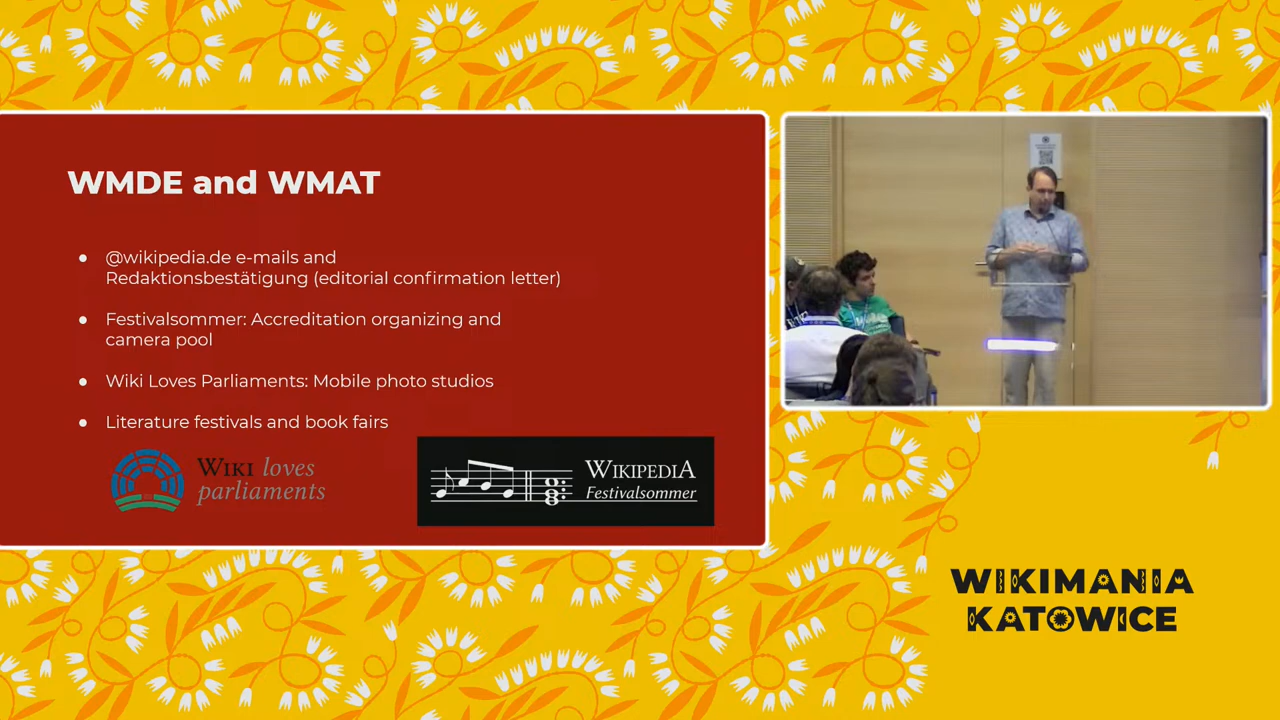 WMDE and WMAT
● @wikipedia.de e-mails and
Redaktionsbestätigung (editorial confirmation letter)
● Festivalsommer: Accreditation organizing and
camera pool
● Wiki Loves Parliaments: Mobile photo studios
● Literature festivals and book fairs
WIKI loves
parliaments
WIKIPEDIA
Festivalsommer
WIKIMANIA
KATOWICE